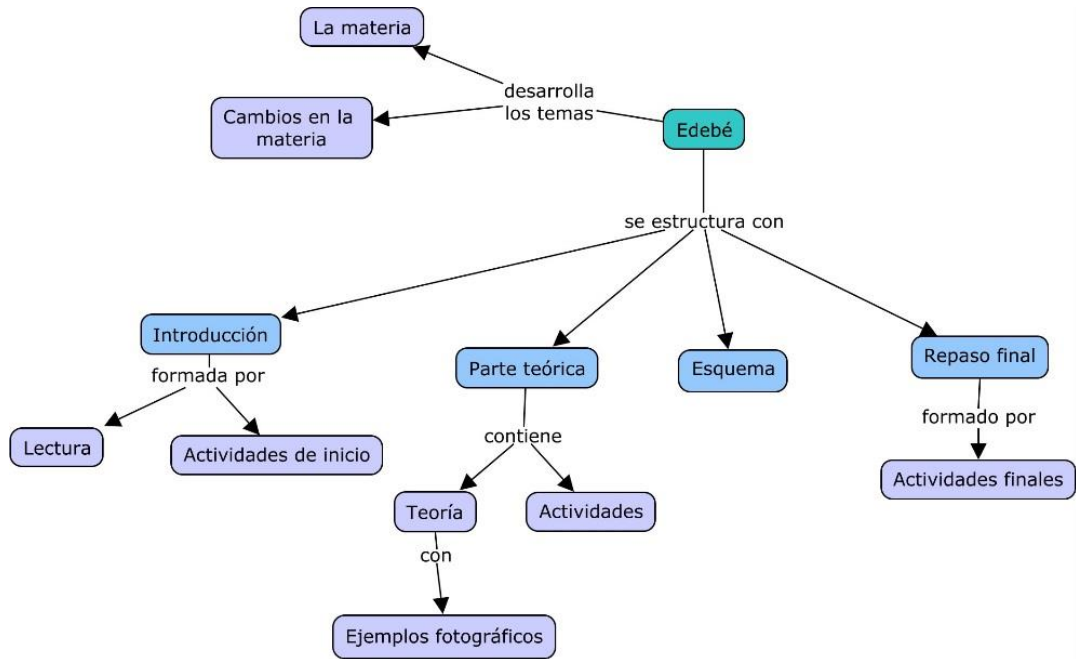 La materia
desarrolla
los temas
Cambios en la
materia
Edebé
se estructura con
Introducción
Parte teórica
Esquema
Repaso final
formada por
contiene
formado por
Lectura
Actividades de inicio
Actividades finales
Teoría
Actividades
con
Ejemplos fotográficos